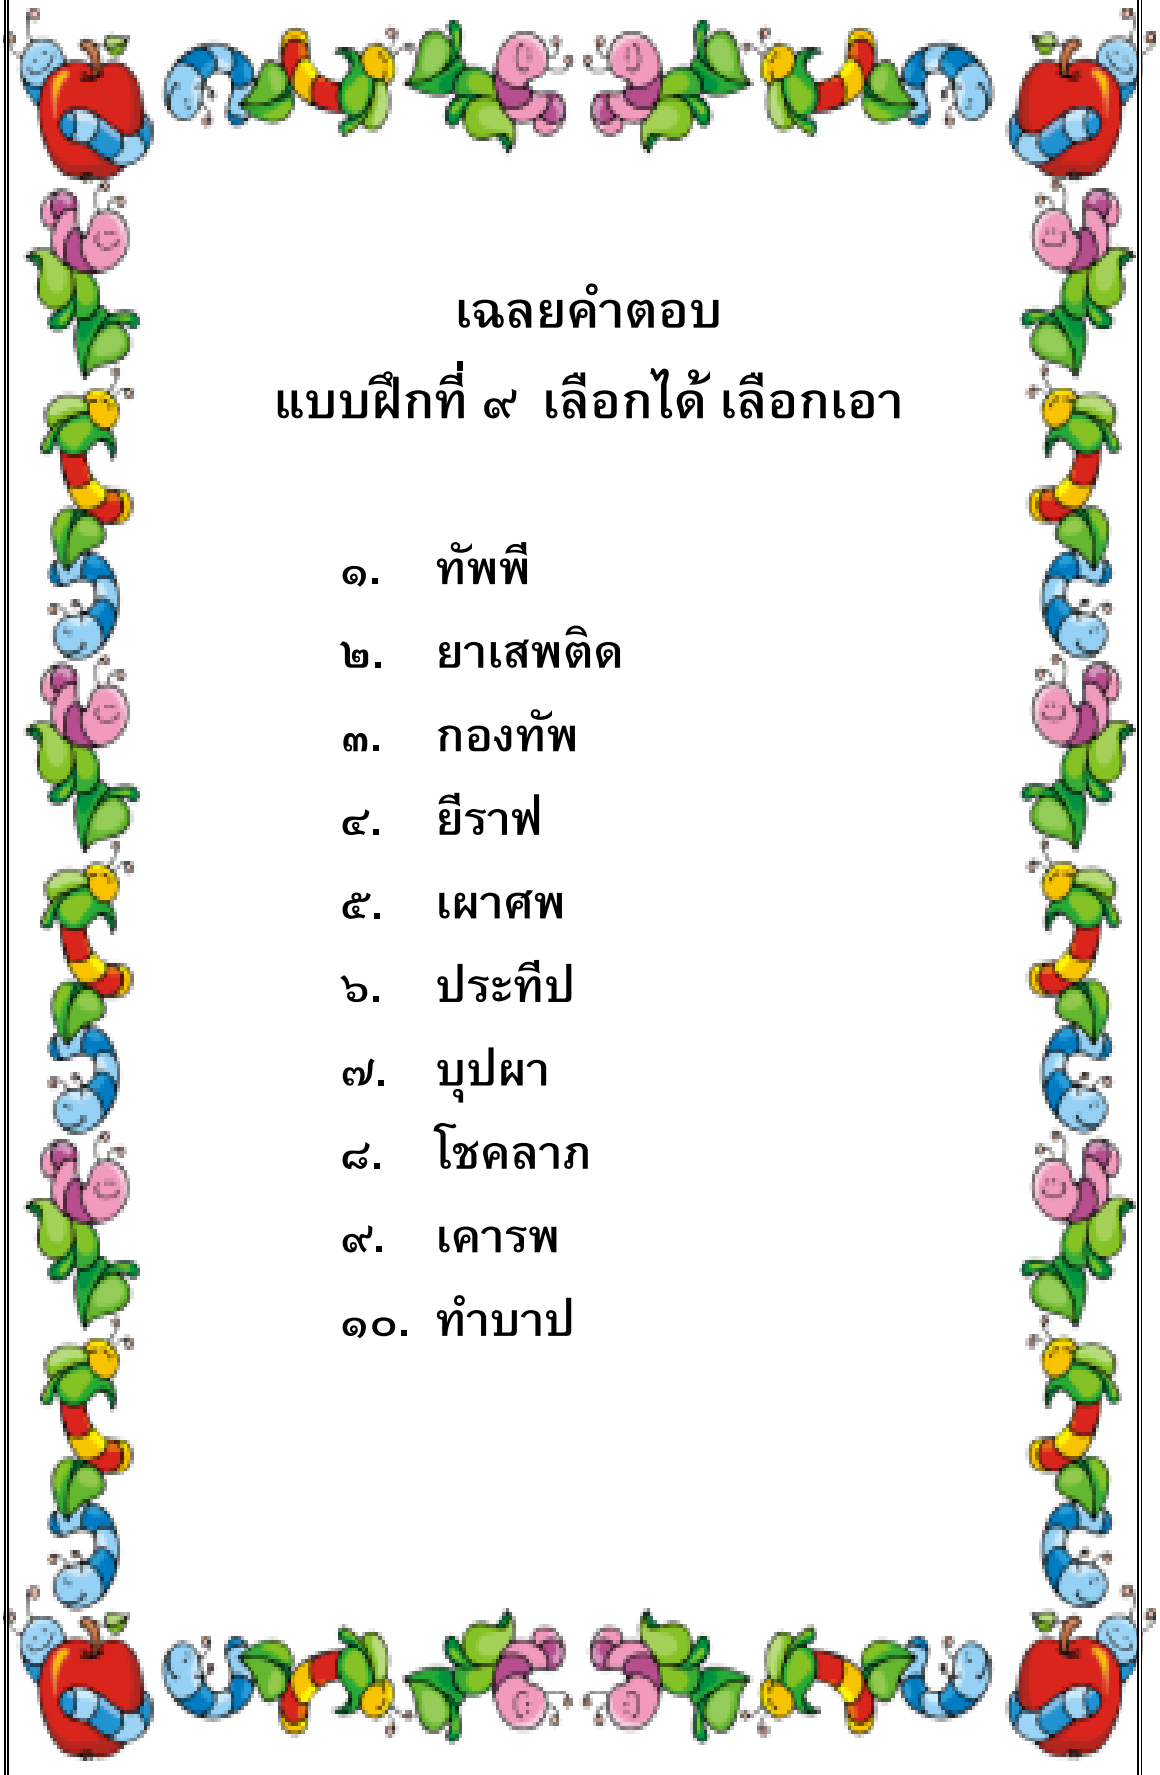 เฉลยคำตอบ
แบบฝึกที่ ๙ เลือกได้ เลือกเอา
๑. ทัพพี
๒. ยาเสพติด
๓. กองทัพ
๔. ยีราฟ
๕. เผาศพ
๖. ประทีป
๗. บุปผา
๘. โชคลาภ
๙. เคารพ
๑๐. ทำบาป